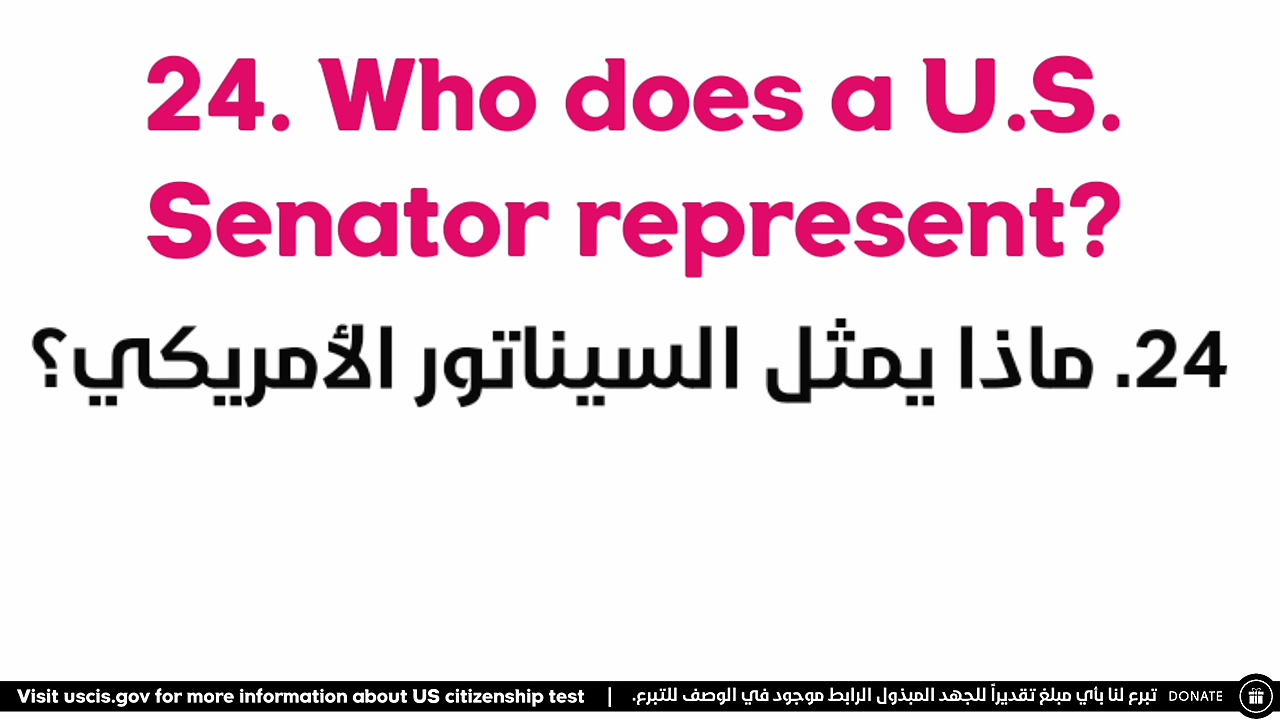 24. Who does a U.S.
Senator represent?
24. ماذا يمثل السيناتور الأمريكي؟
Visit uscis.gov for more information about US citizenship test | تبرع لنا بأي مبلغ تقديراً للجهد المبذول الرابط موجود في الوصف للتبرع. DONATE